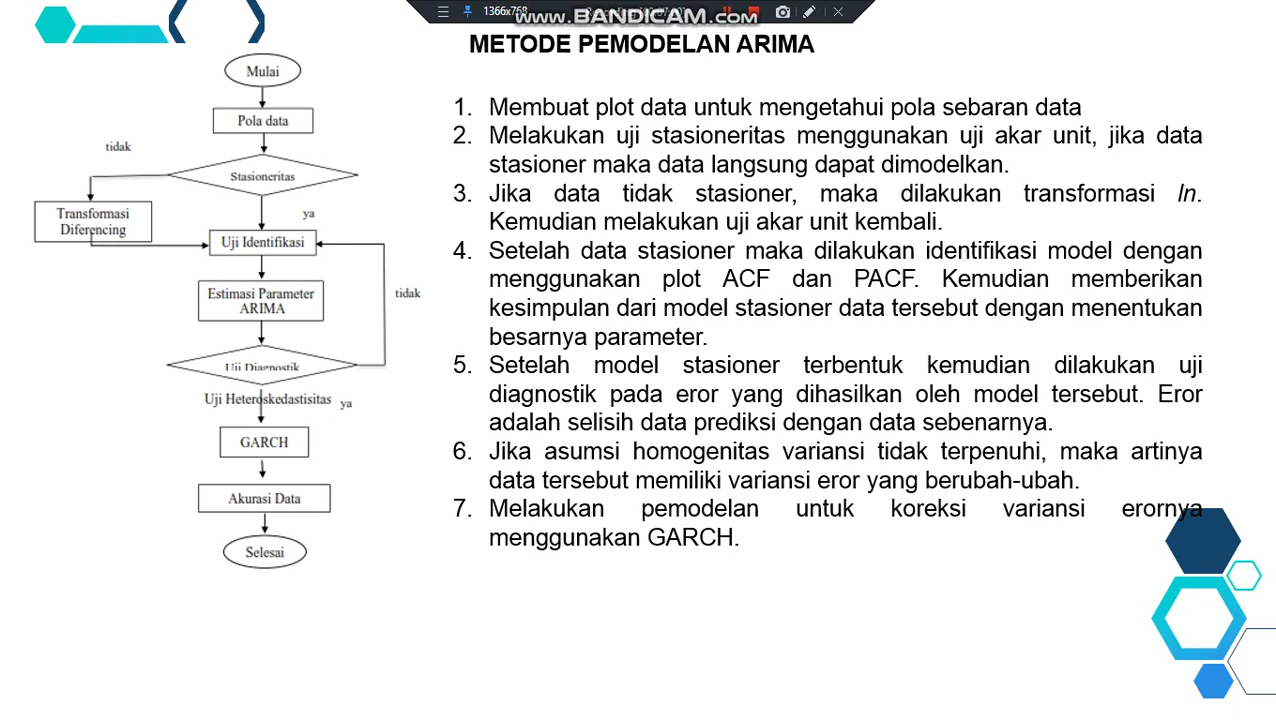 1366x768
www.BANDICAM.com
METODE PEMODELAN ARIMA
Mulai
Pola data
tidak
Stasioneritas
Transformasi
Diferencing
ya
Uji Identifikasi
Estimasi Parameter
ARIMA
tidak
Uji Diagnostik
Uji Heteroskedastisitas
ya
GARCH
Akurasi Data
Selesai
1. Membuat plot data untuk mengetahui pola sebaran data
2. Melakukan uji stasioneritas menggunakan uji akar unit, jika data
stasioner maka data langsung dapat dimodelkan.
3. Jika data tidak stasioner, maka dilakukan transformasi ln.
Kemudian melakukan uji akar unit kembali.
4. Setelah data stasioner maka dilakukan identifikasi model dengan
menggunakan plot ACF dan PACF. Kemudian memberikan
kesimpulan dari model stasioner data tersebut dengan menentukan
besarnya parameter.
5. Setelah model stasioner terbentuk kemudian dilakukan uji
diagnostik pada eror yang dihasilkan oleh model tersebut. Eror
adalah selisih data prediksi dengan data sebenarnya.
6. Jika asumsi homogenitas variansi tidak terpenuhi, maka artinya
data tersebut memiliki variansi eror yang berubah-ubah.
7. Melakukan pemodelan untuk koreksi variansi erornya
menggunakan GARCH.